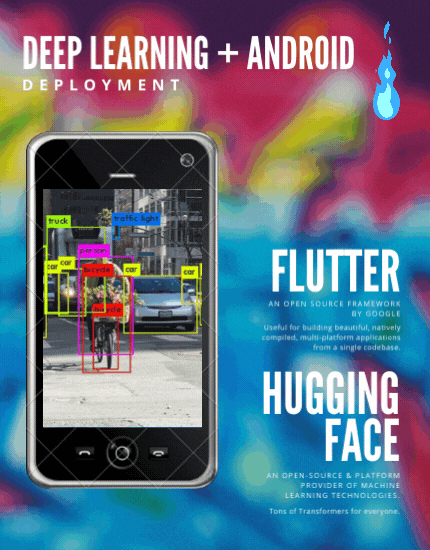 DEEP LEARNING + ANDROID
DEPLOYMENT
truck
traffic light
person
car
car
bicycle
car
car
bicycle
FLUTTER
AN OPEN SOURCE FRAMEWORK
BY GOOGLE
Useful for building beautiful, natively
compiled, multi-platform applications
from a single codebase.
HUGGING
FACE
AN OPEN-SOURCE & PLATFORM
PROVIDER OF MACHINE
LEARNING TECHNOLOGIES.
Tons of Transformers for everyone.